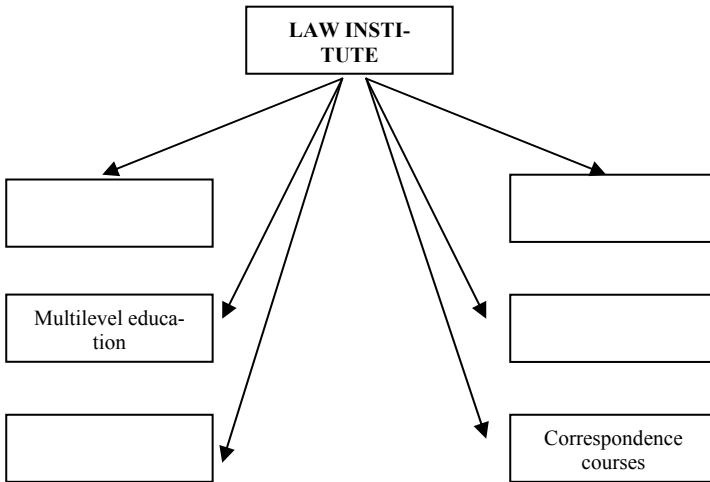 LAW INSTI-
TUTE
Multilevel educa-
tion
Correspondence
courses